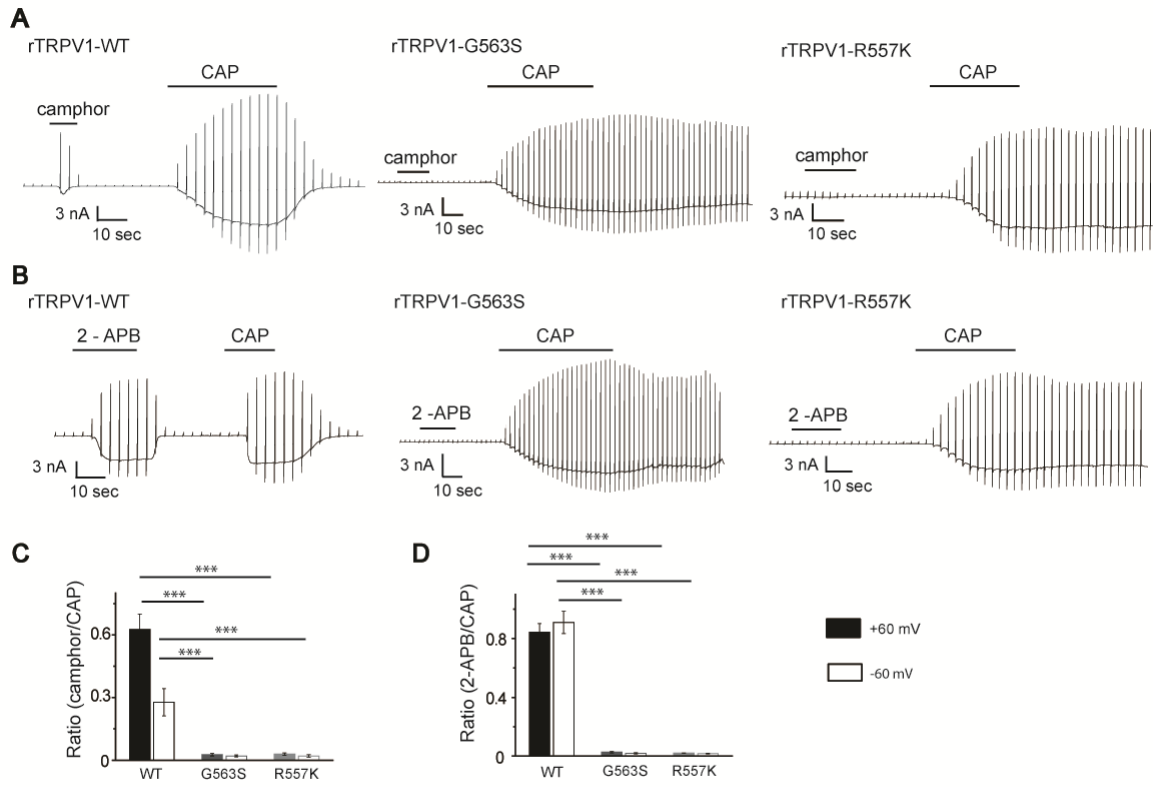 A
rTRPV1-WT
rTRPV1-G563S
rTRPV1-R557K
CAP
CAP
CAP
camphor
camphor
camphor
3 nA
10 sec
3 nA
10 sec
3 nA
10 sec
B
rTRPV1-WT
rTRPV1-G563S
rTRPV1-R557K
2 - APB
CAP
CAP
CAP
2 -APB
2 -APB
3 nA
10 sec
3 nA
10 sec
3 nA
10 sec
C
Ratio (camphor/CAP)
0.6
0.3
0
***
***
***
***
WT
G563S
R557K
D
Ratio (2-APB/CAP)
0.8
0.4
0
***
***
***
***
WT
G563S
R557K
+60 mV
-60 mV